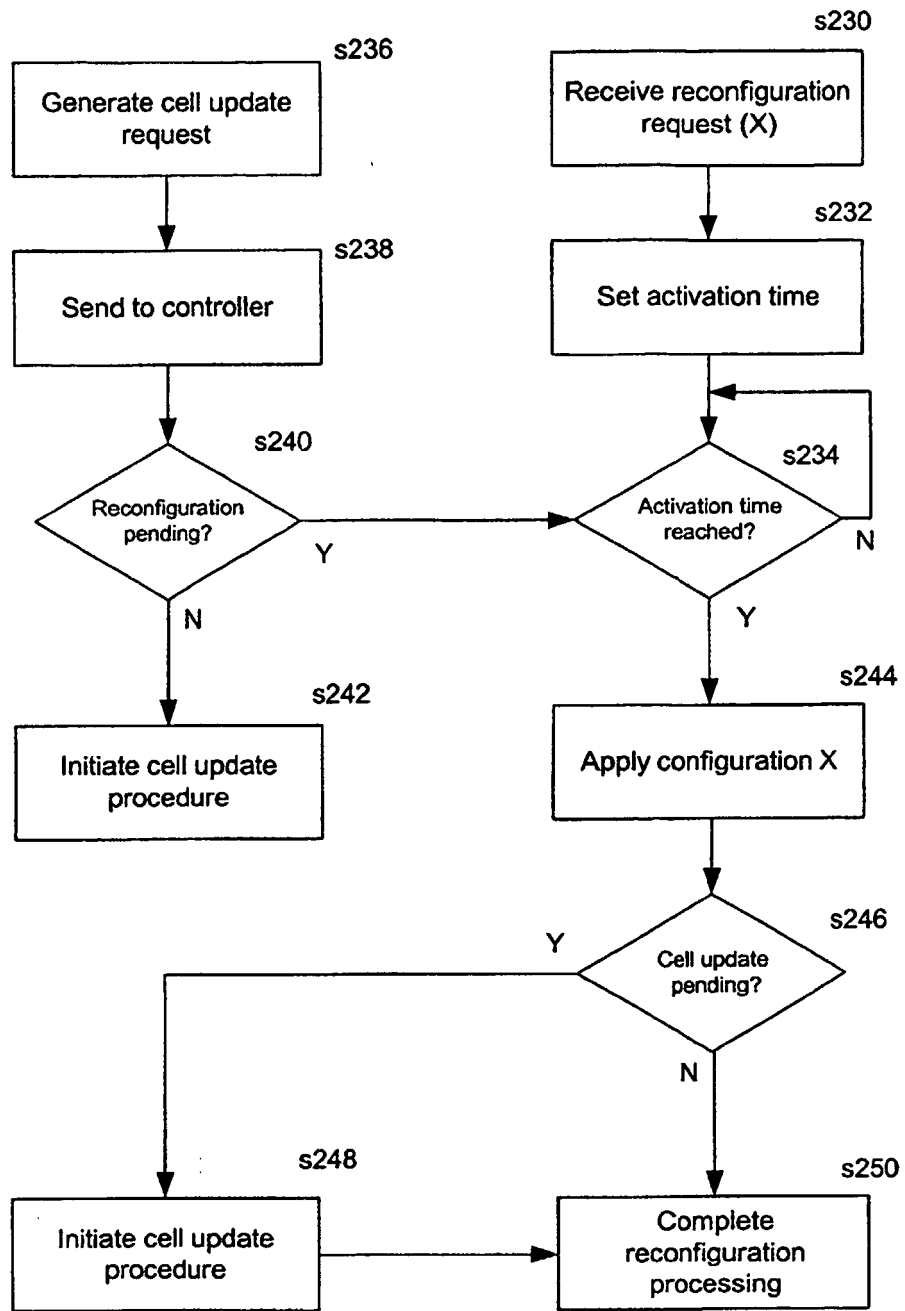 s236
Generate cell update
request
s230
Receive reconfiguration
request (X)
s238
Send to controller
s232
Set activation time
s240
Reconfiguration
pending?
Y
N
s234
Activation time
reached?
N
Y
s242
Initiate cell update
procedure
s244
Apply configuration X
s246
Cell update
pending?
Y
N
s248
Initiate cell update
procedure
s250
Complete
reconfiguration
processing